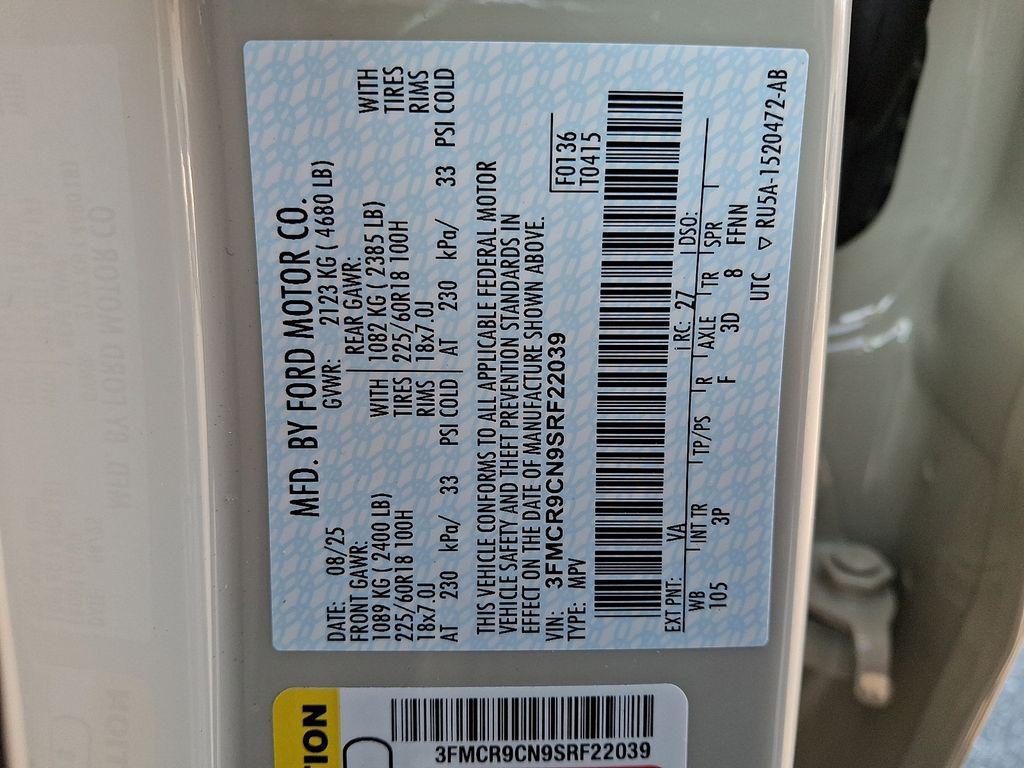 MFD. BY FORD MOTOR CO.
DATE: 08/25 GVWR: 2123 KG ( 4680 LB)
FRONT GAWR: REAR GAWR:
1089 KG ( 2400 LB) WITH 1082 KG ( 2385 LB) WITH
225/60R18 100H TIRES 225/60R18 100H TIRES
18x7.0J RIMS 18x7.0J RIMS
AT 230 kPa/ 33 PSI COLD AT 230 kPa/ 33 PSI COLD
THIS VEHICLE CONFORMS TO ALL APPLICABLE FEDERAL MOTOR
VEHICLE SAFETY AND THEFT PREVENTION STANDARDS IN
EFFECT ON THE DATE OF MANUFACTURE SHOWN ABOVE.
VIN: 3FMCR9CN9SRF22039 F0136
TYPE: MPV T0415
EXT PNT: VA RC: 27 DSO:
WB INT TR TP/PS R AXLE TR SPR
105 3P F 3D 8 FFNN
UTC ▽ RU5A-1520472-AB
TION
3FMCR9CN9SRF22039